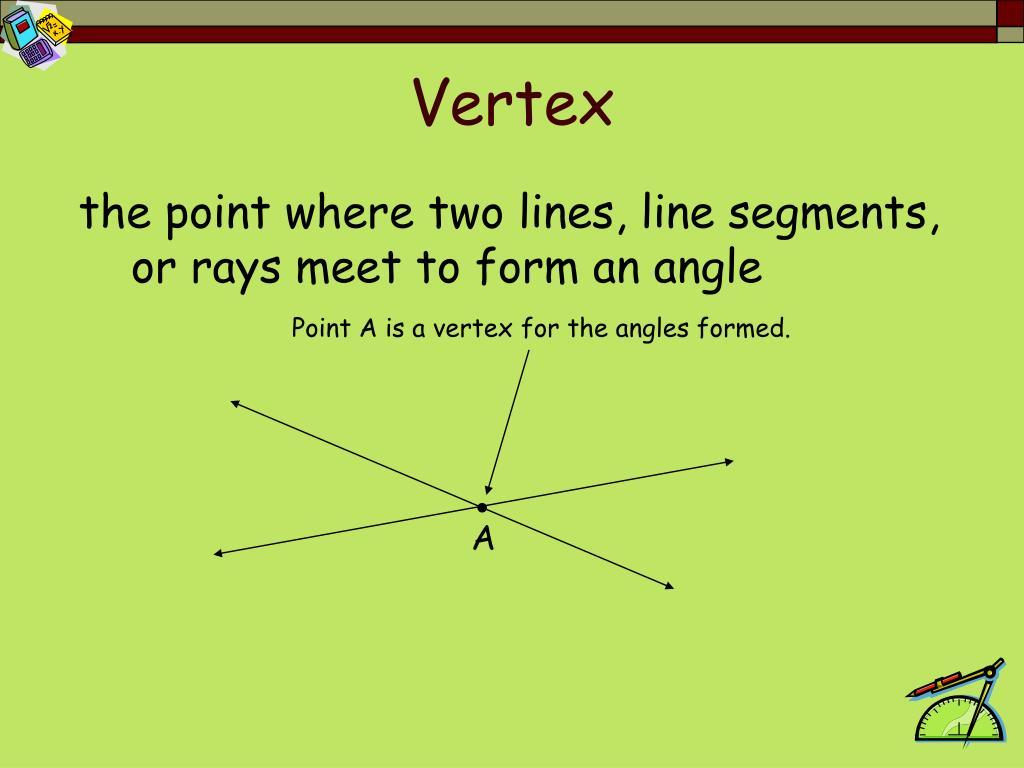 Vertex
the point where two lines, line segments,
or rays meet to form an angle
Point A is a vertex for the angles formed.
A